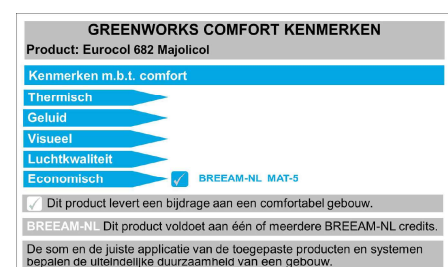 GREENWORKS COMFORT KENMERKEN
Product: Eurocol 682 Majolicol
Kenmerken m.b.t. comfort
Thermisch
Geluid
Visueel
Luchtkwaliteit
Economisch BREEAM-NL MAT-5
Dit product levert een bijdrage aan een comfortabel gebouw.
BREEAM-NL Dit product voldoet aan één of meerdere BREEAM-NL credits.
De som en de juiste applicatie van de toegepaste producten en systemen
bepalen de uiteindelijke duurzaamheid van een gebouw.